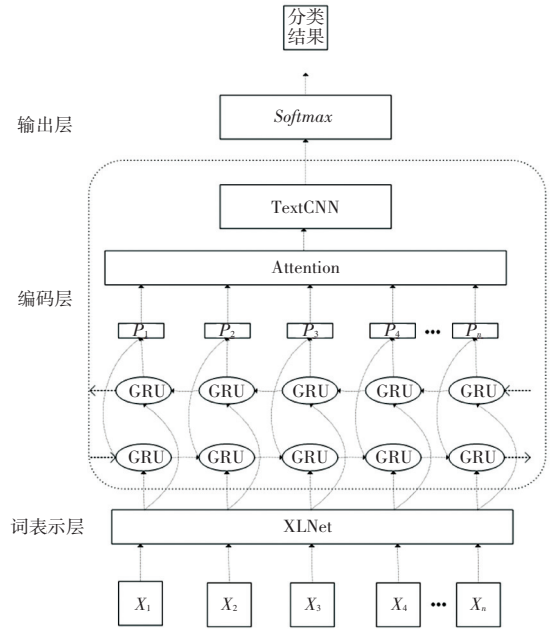 分类
结果
输出层
Softmax
TextCNN
Attention
编码层
P1 P2 P3 P4 ••• Pn
GRU GRU GRU GRU GRU
GRU GRU GRU GRU GRU
词表示层
XLNet
X1 X2 X3 X4 ••• Xn